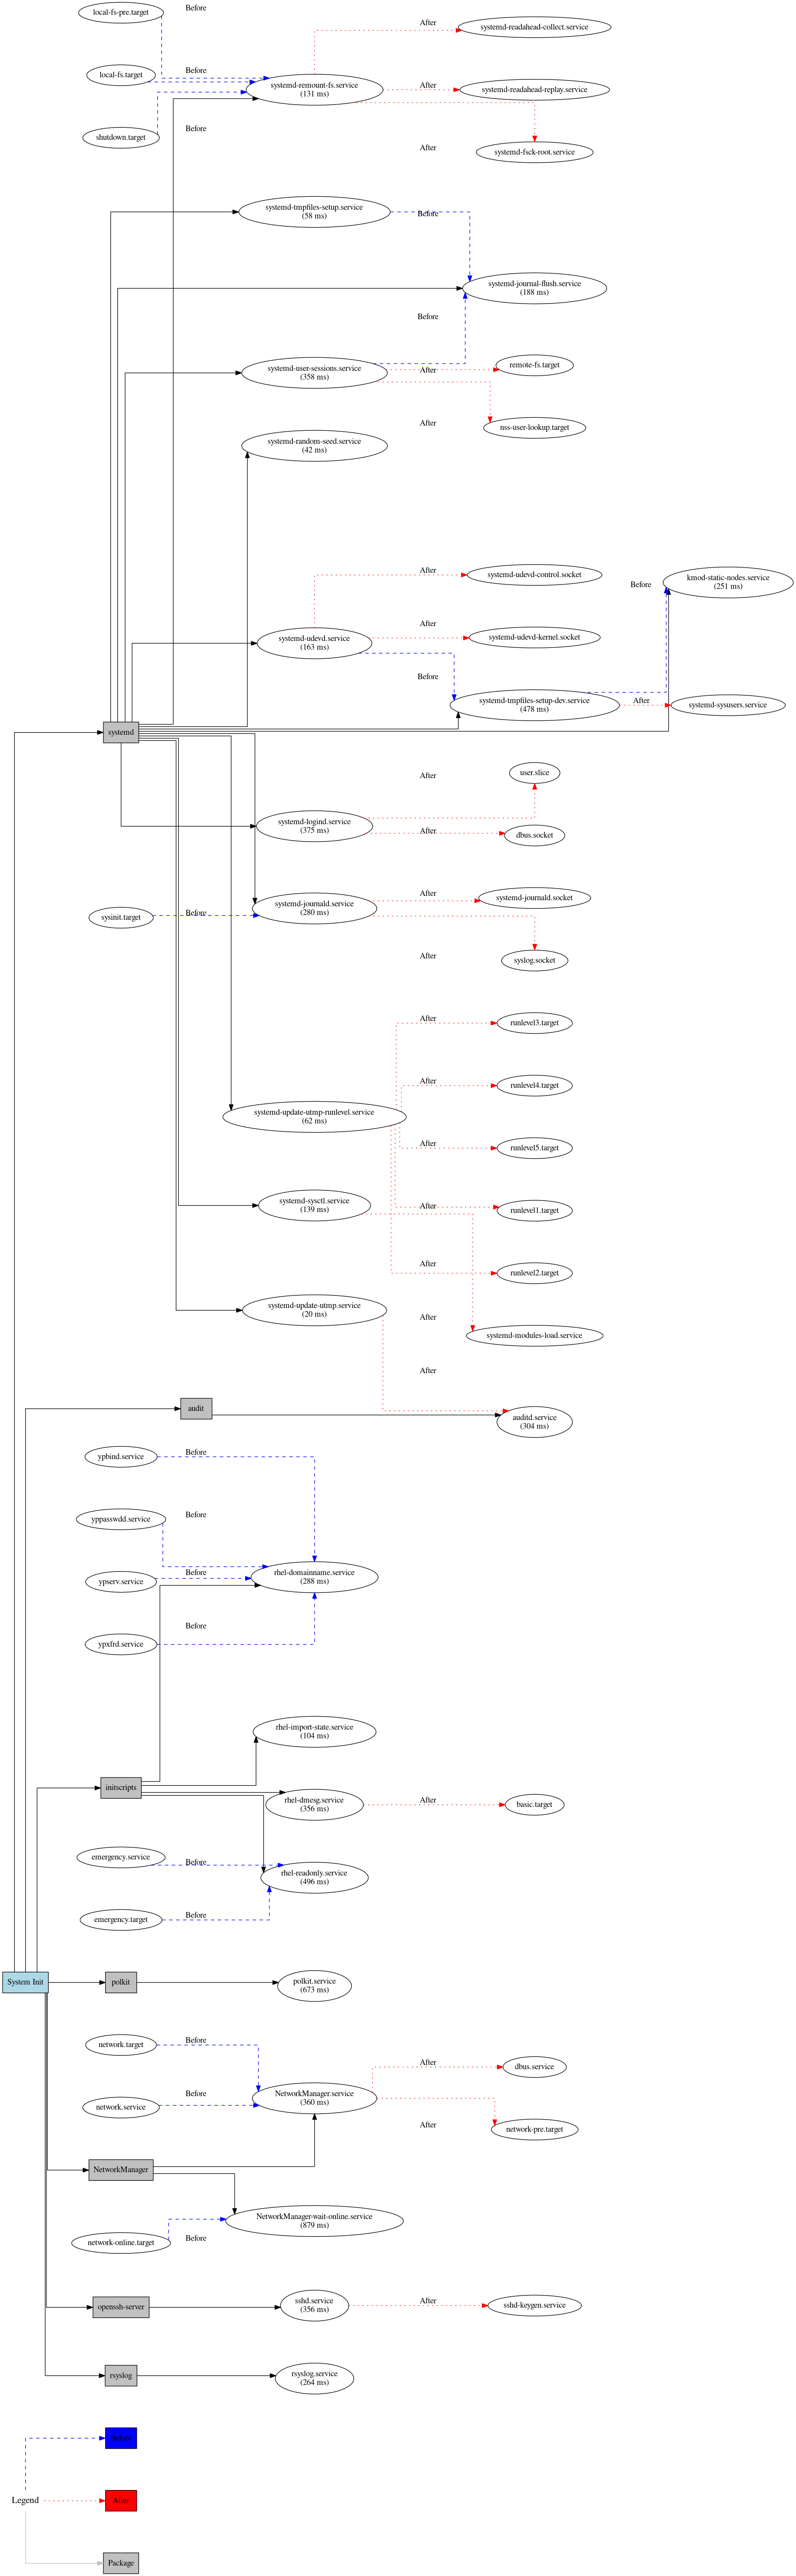 local-fs-pre.target
Before
After
systemd-readahead-collect.service
local-fs.target
Before
systemd-remount-fs.service
(131 ms)
After
systemd-readahead-replay.service
shutdown.target
Before
After
systemd-fsck-root.service
systemd-tmpfiles-setup.service
(58 ms)
Before
systemd-journal-flush.service
(188 ms)
Before
systemd-user-sessions.service
(358 ms)
After
remote-fs.target
After
nss-user-lookup.target
systemd-random-seed.service
(42 ms)
After
systemd-udevd-control.socket
Before
kmod-static-nodes.service
(251 ms)
systemd-udevd.service
(163 ms)
After
systemd-udevd-kernel.socket
Before
systemd-tmpfiles-setup-dev.service
(478 ms)
After
systemd-sysusers.service
systemd
After
user.slice
systemd-logind.service
(375 ms)
After
dbus.socket
sysinit.target
Before
systemd-journald.service
(280 ms)
After
systemd-journald.socket
After
syslog.socket
After
runlevel3.target
After
runlevel4.target
systemd-update-utmp-runlevel.service
(62 ms)
After
runlevel5.target
systemd-sysctl.service
(139 ms)
After
runlevel1.target
After
runlevel2.target
systemd-update-utmp.service
(20 ms)
After
systemd-modules-load.service
After
audit
auditd.service
(304 ms)
ypbind.service
Before
yppasswdd.service
Before
ypserv.service
Before
rhel-domainname.service
(288 ms)
ypxfrd.service
Before
rhel-import-state.service
(104 ms)
initscripts
rhel-dmesg.service
(356 ms)
After
basic.target
emergency.service
Before
rhel-readonly.service
(496 ms)
emergency.target
Before
System Init
polkit
polkit.service
(673 ms)
network.target
Before
After
dbus.service
network.service
Before
NetworkManager.service
(360 ms)
After
network-pre.target
NetworkManager
NetworkManager-wait-online.service
(879 ms)
network-online.target
Before
openssh-server
sshd.service
(356 ms)
After
sshd-keygen.service
rsyslog
rsyslog.service
(264 ms)
Before
Legend
After
Package